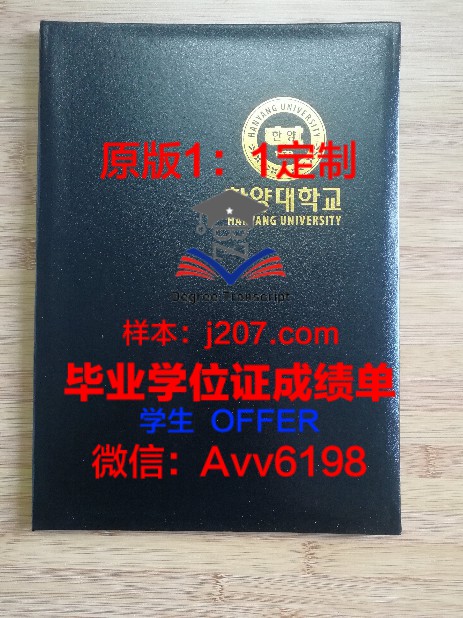 HANYANG UNIVERSITY
한양
원版1：1定制
한양대학교
HANYANG UNIVERSITY
Degree Transcript
样本：j207.com
毕业学位证成绩单
学生 OFFER
微信：Avv6198